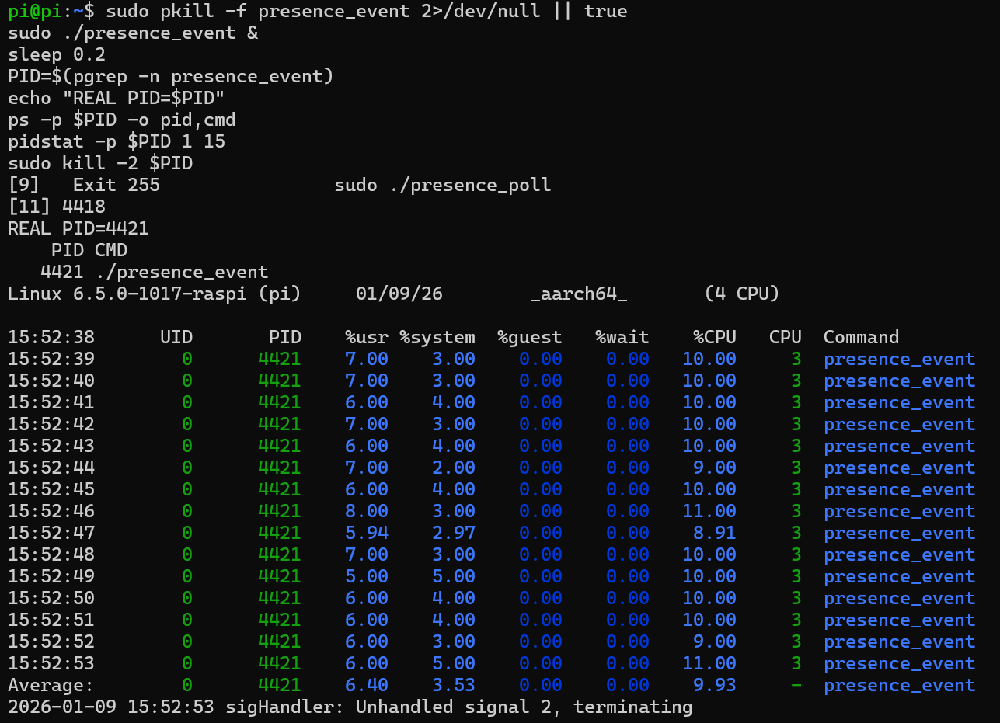 pi@pi:~$ sudo pkill -f presence_event 2>/dev/null || true
sudo ./presence_event &
sleep 0.2
PID=$(pgrep -n presence_event)
echo "REAL PID=$PID"
ps -p $PID -o pid,cmd
pidstat -p $PID 1 15
sudo kill -2 $PID
[9]   Exit 255                sudo ./presence_poll
[11] 4418
REAL PID=4421
    PID CMD
   4421 ./presence_event
Linux 6.5.0-1017-raspi (pi)     01/09/26        _aarch64_       (4 CPU)

15:52:38      UID       PID    %usr %system  %guest   %wait    %CPU   CPU  Command
15:52:39        0      4421    7.00    3.00    0.00    0.00   10.00     3  presence_event
15:52:40        0      4421    7.00    3.00    0.00    0.00   10.00     3  presence_event
15:52:41        0      4421    6.00    4.00    0.00    0.00   10.00     3  presence_event
15:52:42        0      4421    7.00    3.00    0.00    0.00   10.00     3  presence_event
15:52:43        0      4421    6.00    4.00    0.00    0.00   10.00     3  presence_event
15:52:44        0      4421    7.00    2.00    0.00    0.00    9.00     3  presence_event
15:52:45        0      4421    6.00    4.00    0.00    0.00   10.00     3  presence_event
15:52:46        0      4421    8.00    3.00    0.00    0.00   11.00     3  presence_event
15:52:47        0      4421    5.94    2.97    0.00    0.00    8.91     3  presence_event
15:52:48        0      4421    7.00    3.00    0.00    0.00   10.00     3  presence_event
15:52:49        0      4421    5.00    5.00    0.00    0.00   10.00     3  presence_event
15:52:50        0      4421    6.00    4.00    0.00    0.00   10.00     3  presence_event
15:52:51        0      4421    6.00    4.00    0.00    0.00   10.00     3  presence_event
15:52:52        0      4421    6.00    3.00    0.00    0.00    9.00     3  presence_event
15:52:53        0      4421    6.00    5.00    0.00    0.00   11.00     3  presence_event
Average:        0      4421    6.40    3.53    0.00    0.00    9.93     -  presence_event
2026-01-09 15:52:53 sigHandler: Unhandled signal 2, terminating